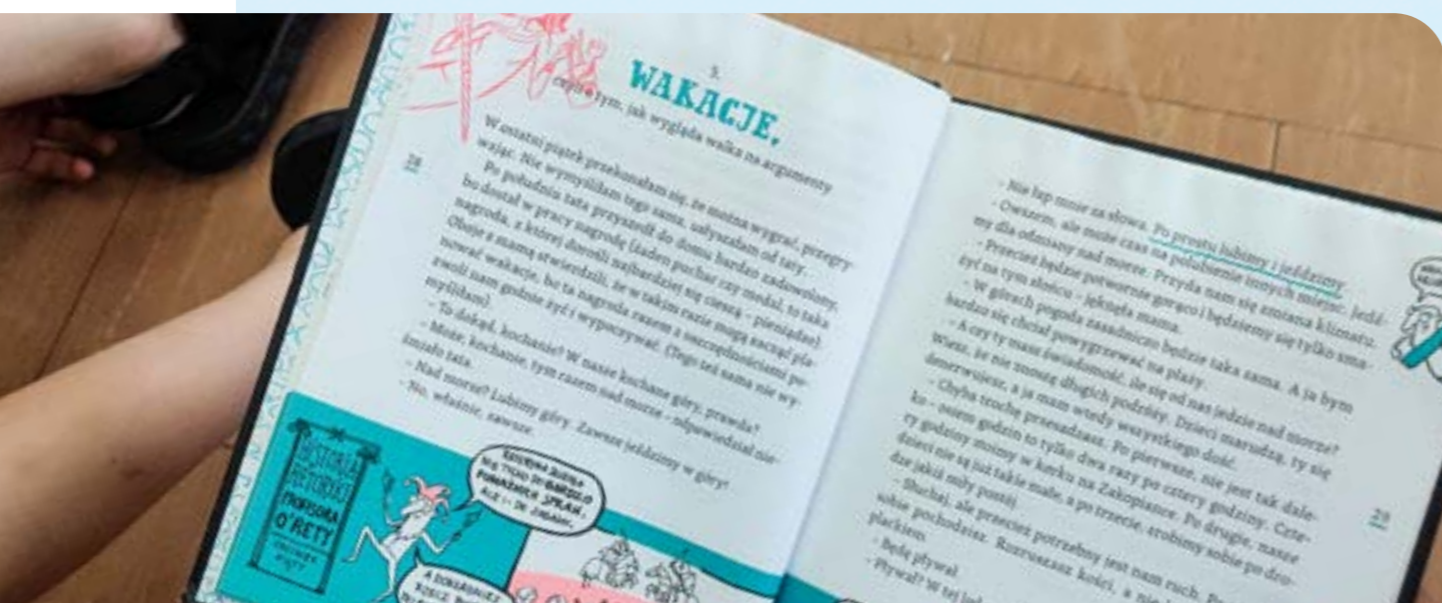 3.
WAKACJE,
czyli o tym, jak wygląda walka na argumenty
28
W ostatni piątek przekonałam się, że można wygrać, przegry-
wając. Nie wymyśliłam tego sama, usłyszałam od taty.
Po południu tata przyszedł do domu bardzo zadowolony,
bo dostał w pracy nagrodę (żaden puchar czy medal, to taka
nagroda, z której dorośli najbardziej się cieszą – pieniądze).
Oboje z mamą stwierdzili, że w takim razie mogą zacząć pla-
nować wakacje, bo ta nagroda razem z oszczędnościami po-
zwoli nam godnie żyć i wypoczywać. (Tego też sama nie wy-
myśliłam).
– To dokąd, kochanie? W nasze kochane góry, prawda?
– Może, kochanie, tym razem nad morze – odpowiedział nie-
śmiało tata.
– Nad morze? Lubimy góry. Zawsze jeździmy w góry!
– No, właśnie, zawsze.
HISTORIA
RETORYKI
PROFESORA
O'RETY
– Nie łap mnie za słowa. Po prostu lubimy i jeździmy.
– Owszem, ale może czas na polubienie innych miejsc. Jedź-
my dla odmiany nad morze. Przyda nam się zmiana klimatu.
– Przecież będzie potwornie gorąco i będziemy się tylko sma-
żyć na tym słońcu – jęknęła mama.
– W górach pogoda zasadniczo będzie taka sama. A ja bym
bardzo się chciał powygrzewać na plaży.
– A czy ty masz świadomość, ile się od nas jedzie nad morze?
Wiesz, że nie znoszę długich podróży. Dzieci marudzą, ty się
denerwujesz, a ja mam wtedy wszystkiego dość.
– Chyba trochę przesadzasz. Po pierwsze, nie jest tak dale-
ko – osiem godzin to tylko dwa razy po cztery godziny. Czte-
ry godziny stoimy w korku na Zakopiance. Po drugie, nasze
dzieci nie są już takie małe, a po trzecie, zrobimy sobie po dro-
dze jakiś miły postój.
– Słuchaj, ale przecież potrzebny jest nam ruch. Po
sobie pochodzisz. Rozruszasz kości, a nie
plackiem.
– Będę pływał.
– Pływał? W tej
29